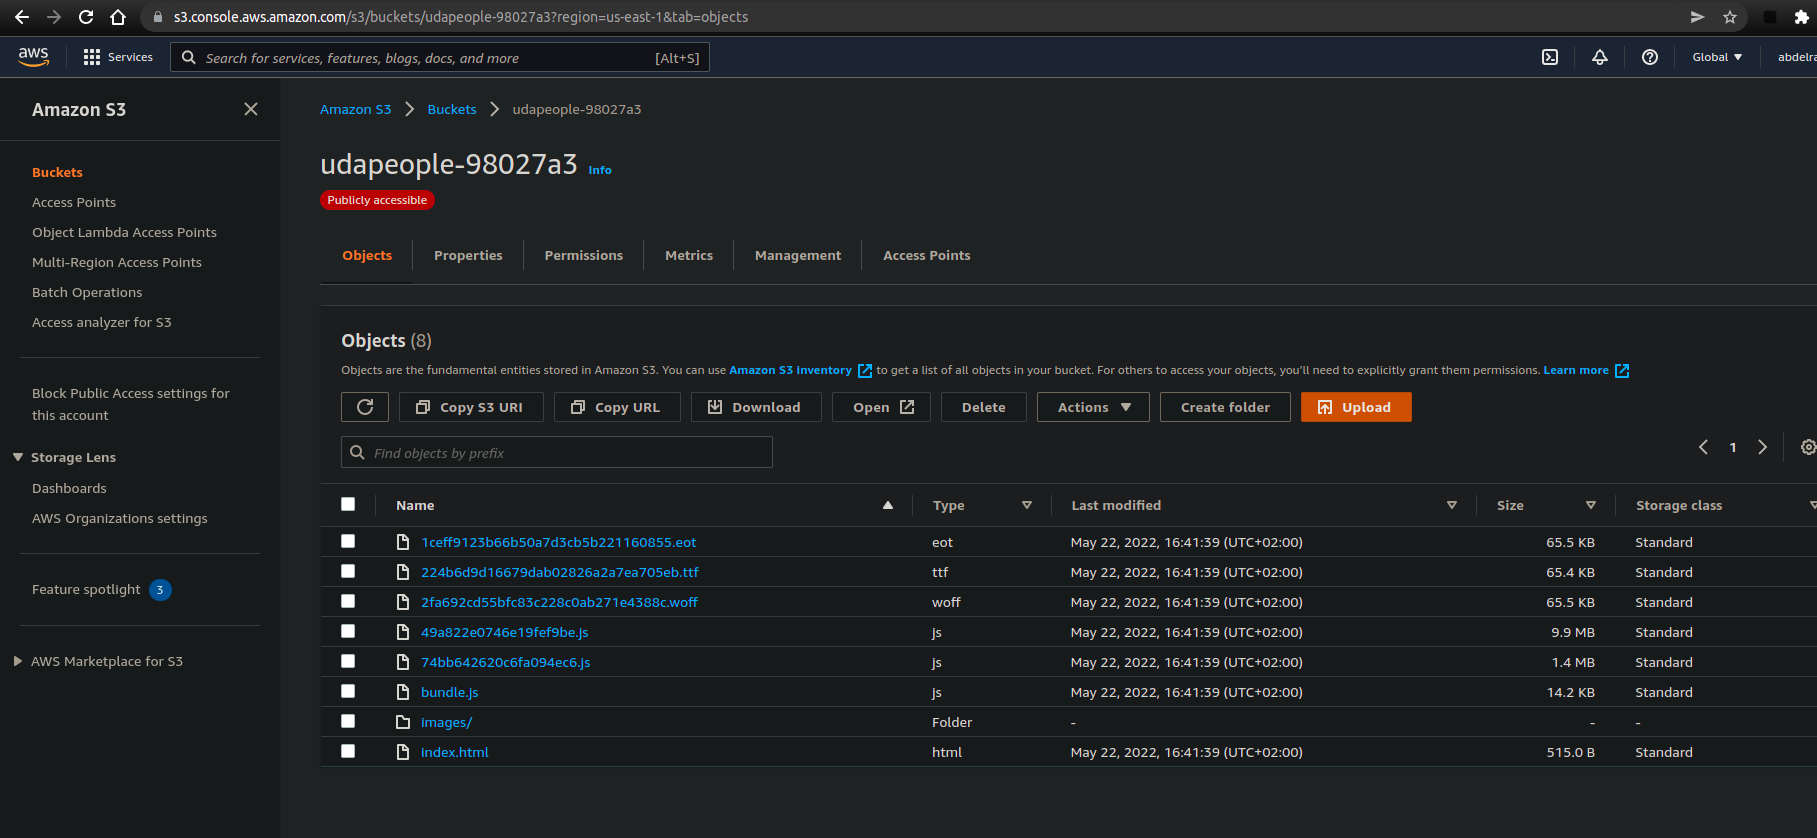 s3.console.aws.amazon.com/s3/buckets/udapeople-98027a3?region=us-east-1&tab=objects
aws Services Search for services, features, blogs, docs, and more [Alt+S] Global abdelra
Amazon S3
Buckets
Access Points
Object Lambda Access Points
Multi-Region Access Points
Batch Operations
Access analyzer for S3
Block Public Access settings for
this account
Storage Lens
Dashboards
AWS Organizations settings
Feature spotlight 3
AWS Marketplace for S3
Amazon S3 Buckets udapeople-98027a3
udapeople-98027a3 Info
Publicly accessible
Objects Properties Permissions Metrics Management Access Points
Objects (8)
Objects are the fundamental entities stored in Amazon S3. You can use Amazon S3 Inventory to get a list of all objects in your bucket. For others to access your objects, you'll need to explicitly grant them permissions. Learn more
Copy S3 URI Copy URL Download Open Delete Actions Create folder Upload
Find objects by prefix 1
Name Type Last modified Size Storage class
1ceff9123b66b50a7d3cb5b221160855.eot eot May 22, 2022, 16:41:39 (UTC+02:00) 65.5 KB Standard
224b6d9d16679dab02826a2a7ea705eb.ttf ttf May 22, 2022, 16:41:39 (UTC+02:00) 65.4 KB Standard
2fa692cd55bfc83c228c0ab271e4388c.woff woff May 22, 2022, 16:41:39 (UTC+02:00) 65.5 KB Standard
49a822e0746e19fef9be.js js May 22, 2022, 16:41:39 (UTC+02:00) 9.9 MB Standard
74bb642620c6fa094ec6.js js May 22, 2022, 16:41:39 (UTC+02:00) 1.4 MB Standard
bundle.js js May 22, 2022, 16:41:39 (UTC+02:00) 14.2 KB Standard
images/ Folder - - -
index.html html May 22, 2022, 16:41:39 (UTC+02:00) 515.0 B Standard